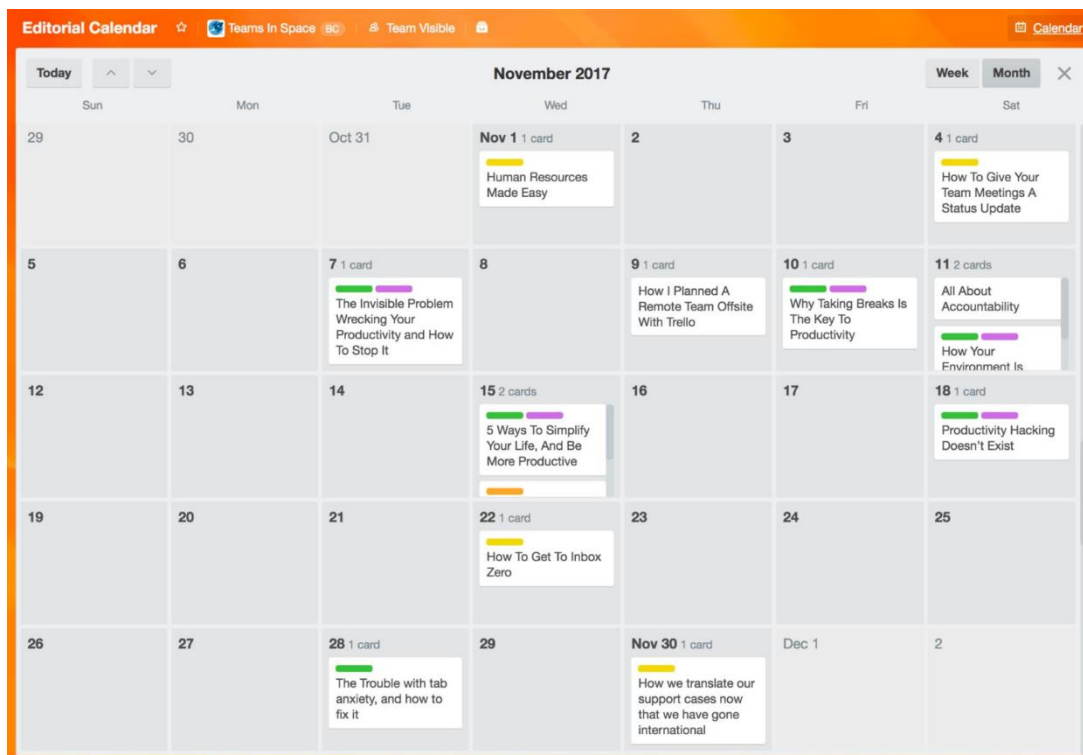 Editorial Calendar
Teams In Space BC
Team Visible
Calendar
Today
November 2017
Week
Month
Sun Mon Tue Wed Thu Fri Sat
29
30
Oct 31
Nov 1 1 card
Human Resources
Made Easy
2
3
4 1 card
How To Give Your
Team Meetings A
Status Update
5
6
7 1 card
The Invisible Problem
Wrecking Your
Productivity and How
To Stop It
8
9 1 card
How I Planned A
Remote Team Offsite
With Trello
10 1 card
Why Taking Breaks Is
The Key To
Productivity
11 2 cards
All About
Accountability
How Your
Environment Is
12
13
14
15 2 cards
5 Ways To Simplify
Your Life, And Be
More Productive
16
17
18 1 card
Productivity Hacking
Doesn't Exist
19
20
21
22 1 card
How To Get To Inbox
Zero
23
24
25
26
27
28 1 card
The Trouble with tab
anxiety, and how to
fix it
29
Nov 30 1 card
How we translate our
support cases now
that we have gone
international
Dec 1
2